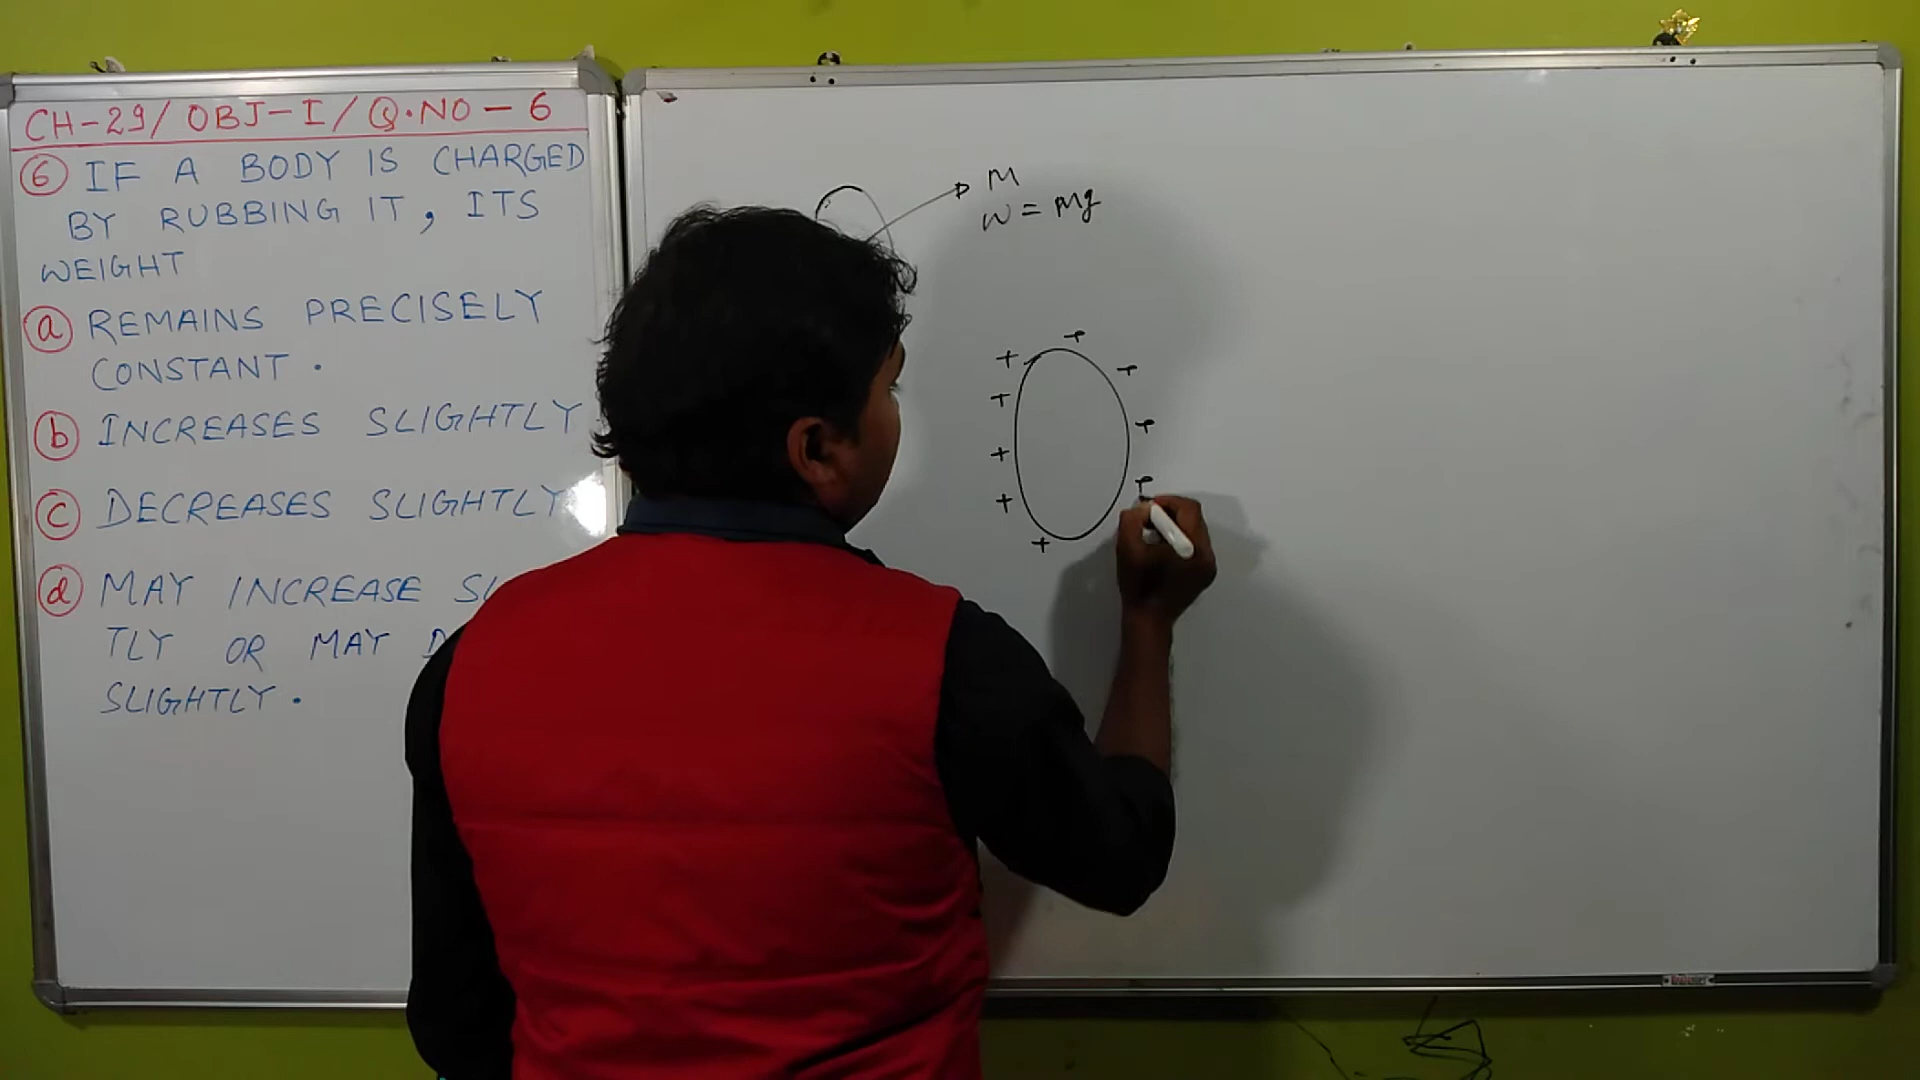 CH-29/ OBJ-I/ Q.NO-6
6 IF A BODY IS CHARGED
BY RUBBING IT, ITS
WEIGHT
a REMAINS PRECISELY
CONSTANT.
b INCREASES SLIGHTLY
c DECREASES SLIGHTLY
d MAY INCREASE
TLY OR MAY
SLIGHTLY.
M
W = Mg
+ + +
+ +
+ +
+ +
+